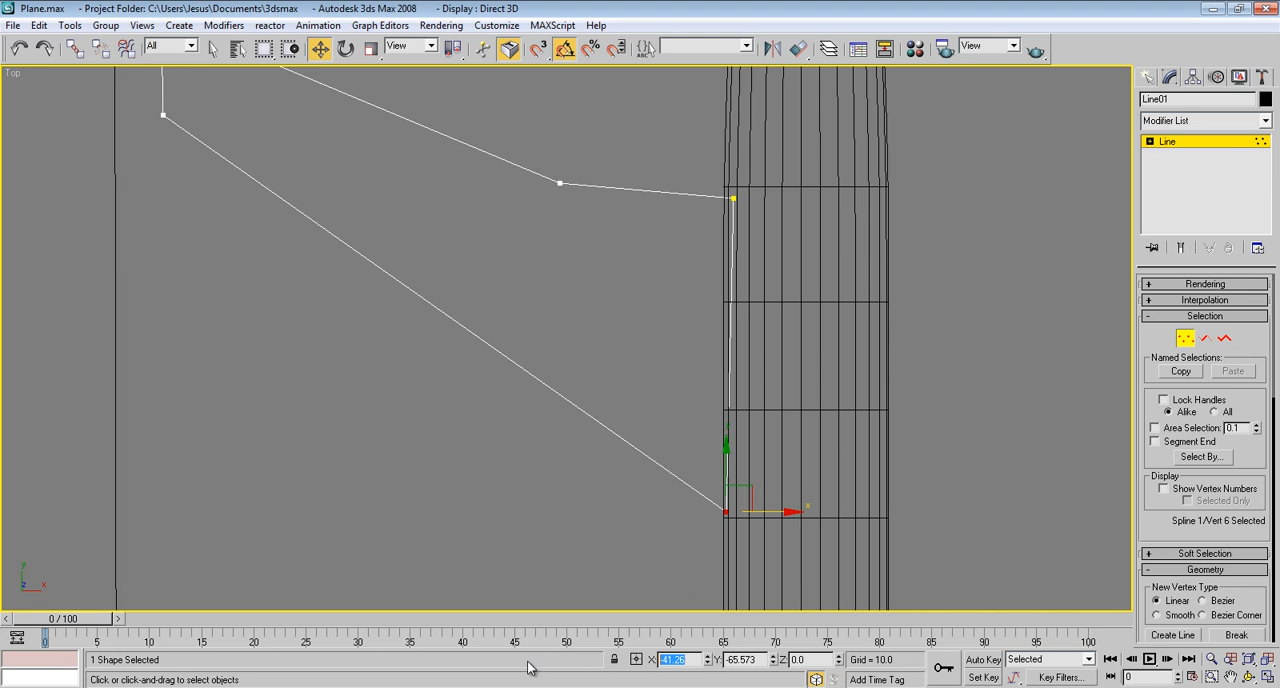 Plane.max - Project Folder: C:\Users\Jesus\Documents\3dsmax - Autodesk 3ds Max 2008 - Display : Direct 3D
File Edit Tools Group Views Create Modifiers reactor Animation Graph Editors Rendering Customize MAXScript Help
All View 3 % ABC View
Top
Line01
Modifier List
Line
+ Rendering
+ Interpolation
- Selection
Named Selections:
Copy Paste
Lock Handles
Alike All
Area Selection: 0.1
Segment End
Select By...
Display
Show Vertex Numbers
Selected Only
Spline 1/Vert 6 Selected
+ Soft Selection
- Geometry
New Vertex Type
Linear Bezier
Smooth Bezier Corner
Create Line Break
x
y
z x
< 0 / 100 >
0 5 10 15 20 25 30 35 40 45 50 55 60 65 70 75 80 85 90 95 100
1 Shape Selected X: -41.26 Y: -65.573 Z: 0.0 Grid = 10.0 Auto Key Selected
Click or click-and-drag to select objects Add Time Tag Set Key Key Filters... 0